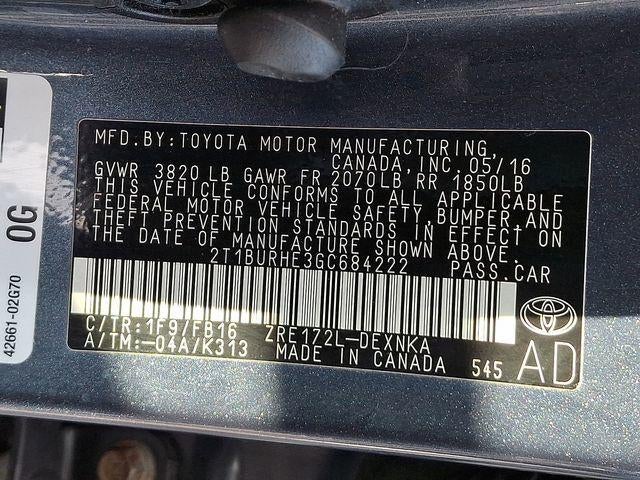 MFD.BY:TOYOTA MOTOR MANUFACTURING,
CANADA,INC.05/16
GVWR 3820LB GAWR FR 2070LB RR 1850LB
THIS VEHICLE CONFORMS TO ALL APPLICABLE
FEDERAL MOTOR VEHICLE SAFETY,BUMPER,AND
THEFT PREVENTION STANDARDS IN EFFECT ON
THE DATE OF MANUFACTURE SHOWN ABOVE.
2T1BURHE3GC684222 PASS.CAR
C/TR:1F9/FB16 ZRE172L-DEXNKA
A/TM:-04A/K313 MADE IN CANADA 545 AD
0G
42661-02G70